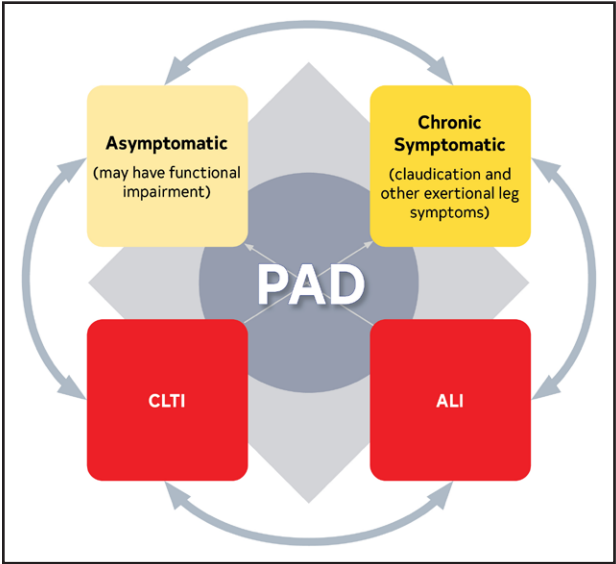 Asymptomatic
(may have functional
impairment)
Chronic
Symptomatic
(claudication and
other exertional leg
symptoms)
PAD
CLTI
ALI